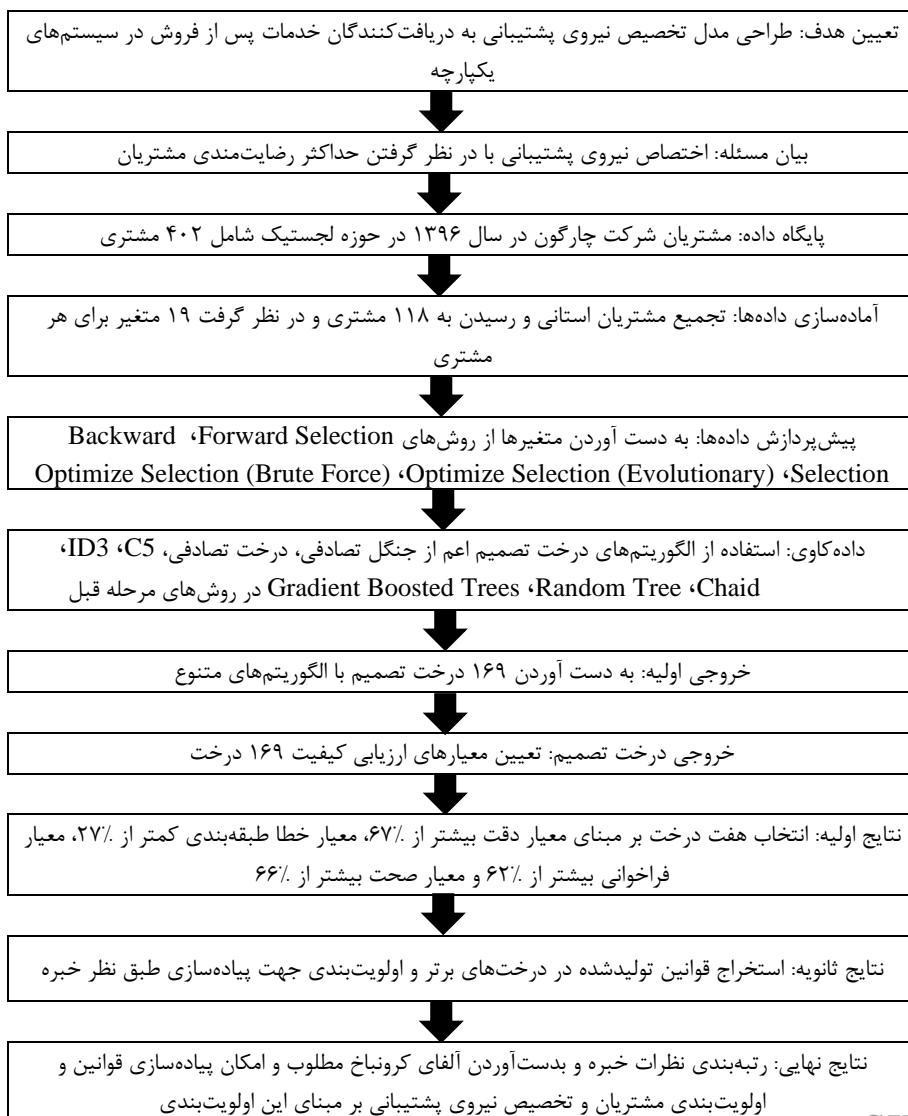 تعیین هدف: طراحی مدل تخصیص نیروی پشتیبانی به دریافت‌کنندگان خدمات پس از فروش در سیستم‌های
یکپارچه
بیان مسئله: اختصاص نیروی پشتیبانی با در نظر گرفتن حداکثر رضایت‌مندی مشتریان
پایگاه داده: مشتریان شرکت چارگون در سال ۱۳۹۶ در حوزه لجستیک شامل ۴۰۲ مشتری
آماده‌سازی داده‌ها: تجمیع مشتریان استانی و رسیدن به ۱۱۸ مشتری و در نظر گرفت ۱۹ متغیر برای هر
مشتری
پیش‌پردازش داده‌ها: به دست آوردن متغیرها از روش‌های Forward Selection، Backward
Selection، Optimize Selection (Evolutionary)، Optimize Selection (Brute Force)
داده‌کاوی: استفاده از الگوریتم‌های درخت تصمیم اعم از جنگل تصادفی، درخت تصادفی، C5، ID3،
Chaid، Random Tree، Gradient Boosted Trees در روش‌های مرحله قبل
خروجی اولیه: به دست آوردن ۱۶۹ درخت تصمیم با الگوریتم‌های متنوع
خروجی درخت تصمیم: تعیین معیارهای ارزیابی کیفیت ۱۶۹ درخت
نتایج اولیه: انتخاب هفت درخت بر مبنای معیار دقت بیشتر از ۶۷٪، معیار خطا طبقه‌بندی کمتر از ۲۷٪، معیار
فراخوانی بیشتر از ۶۲٪ و معیار صحت بیشتر از ۶۶٪
نتایج ثانویه: استخراج قوانین تولیدشده در درخت‌های برتر و اولویت‌بندی جهت پیاده‌سازی طبق نظر خبره
نتایج نهایی: رتبه‌بندی نظرات خبره و بدست‌آوردن آلفای کرونباخ مطلوب و امکان پیاده‌سازی قوانین و
اولویت‌بندی مشتریان و تخصیص نیروی پشتیبانی بر مبنای این اولویت‌بندی